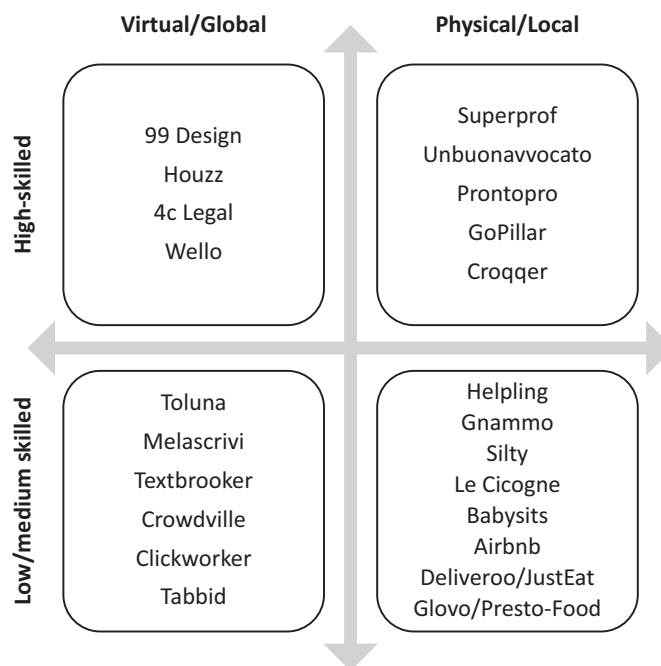 Virtual/Global
Physical/Local
High-skilled
99 Design
Houzz
4c Legal
Wello
Superprof
Unbuonavvocato
Prontopro
GoPillar
Croqqer
Low/medium skilled
Toluna
Melascrivi
Textbrooker
Crowdville
Clickworker
Tabbid
Helpling
Gnammo
Silty
Le Cicogne
Babysits
Airbnb
Deliveroo/JustEat
Glovo/Presto-Food